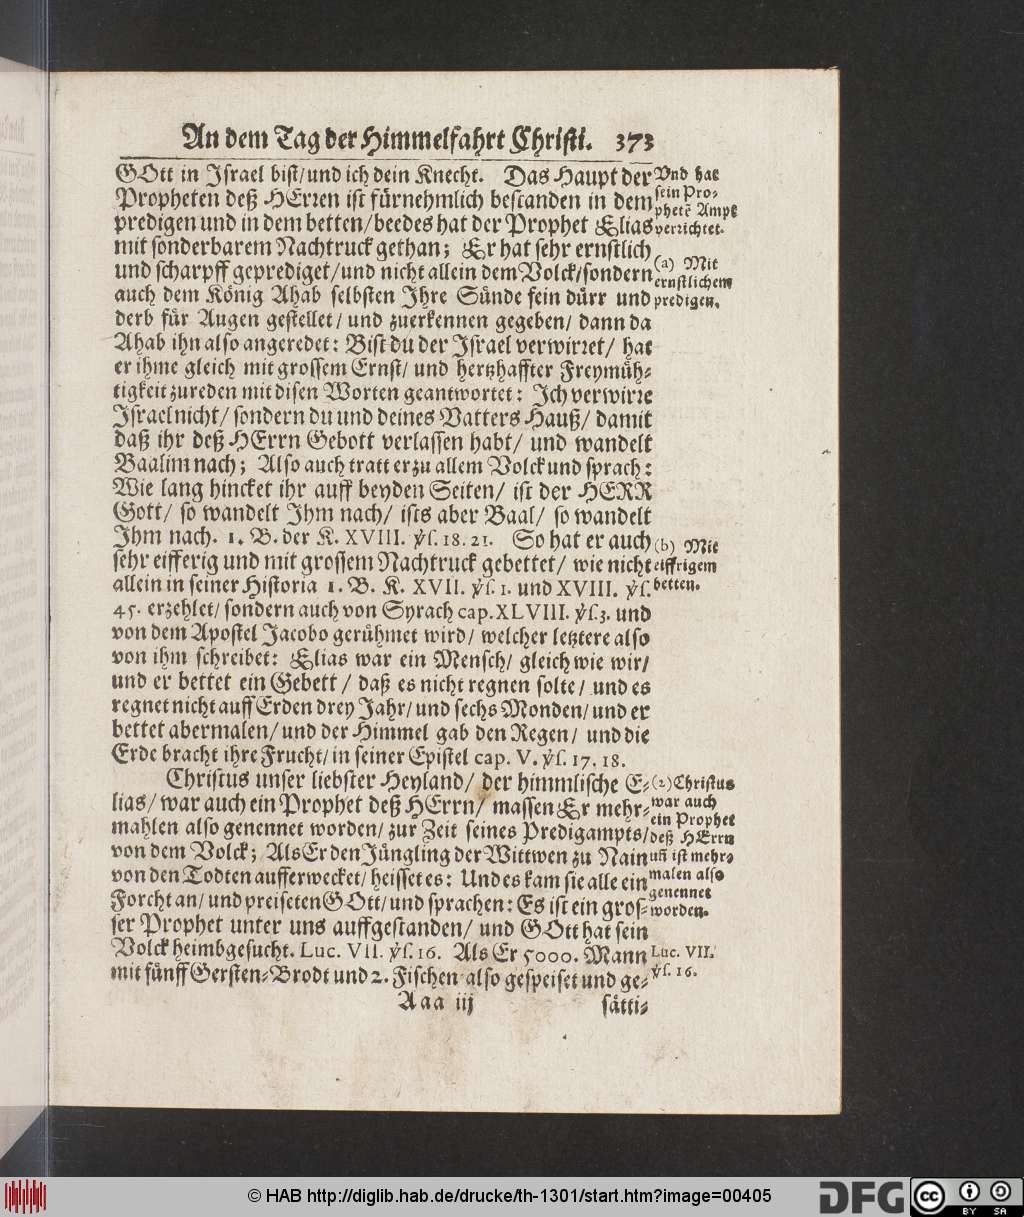 An dem Tag der Himmelfahrt Christi. 373
GOtt in Israel bist/ und ich dein Knecht. Das Haupt der
Propheten deß HErren ist fürnehmlich bestanden in dem
predigen und in dem betten/ beedes hat der Prophet Elias
mit sonderbarem Nachtruck gethan; Er hat sehr ernstlich
und scharpff geprediget/ und nicht allein dem Volck/ sondern
auch dem König Ahab selbsten Ihre Sünde fein dürr und
derb für Augen gestellet/ und zuerkennen gegeben/ dann da
Ahab ihn also angeredet: Bist du der Israel verwirret/ hat
er ihme gleich mit grossem Ernst/ und hertzhaffter Freymüh-
tigkeit zureden mit disen Worten geantwortet: Ich verwirre
Israel nicht/ sondern du und deines Vatters Hauß/ damit
daß ihr deß HErrn Gebott verlassen habt/ und wandelt
Baalim nach; Also auch tratt er zu allem Volck und sprach:
Wie lang hincket ihr auff beyden Seiten/ ist der HERR
Gott/ so wandelt Ihm nach/ ists aber Baal/ so wandelt
Ihm nach. 1. B. der K. XVIII. ℣s. 18. 21. So hat er auch
sehr eifferig und mit grossem Nachtruck gebettet/ wie nicht
allein in seiner Historia 1. B. K. XVII. ℣s. 1. und XVIII. ℣s.
45. erzehlet/ sondern auch von Syrach cap. XLVIII. ℣s. 3. und
von dem Apostel Jacobo gerühmet wird/ welcher letztere also
von ihm schreibet: Elias war ein Mensch/ gleich wie wir/
und er bettet ein Gebett/ daß es nicht regnen solte/ und es
regnet nicht auff Erden drey Jahr/ und sechs Monden/ und er
bettet abermalen/ und der Himmel gab den Regen/ und die
Erde bracht ihre Frucht/ in seiner Epistel cap. V. ℣s. 17. 18.
Christus unser liebster Heyland/ der himmlische E-
lias/ war auch ein Prophet deß HErrn/ massen Er mehr-
mahlen also genennet worden/ zur Zeit seines Predigampts/
von dem Volck; Als Er den Jüngling der Wittwen zu Nain
von den Todten aufferwecket/ heisset es: Und es kam sie alle ein
Forcht an/ und preiseten GOtt/ und sprachen: Es ist ein gros-
ser Prophet unter uns auffgestanden/ und GOtt hat sein
Volck heimbgesucht. Luc. VII. ℣s. 16. Als Er 5000. Mann
mit fünff Gersten-Brodt und 2. Fischen also gespeiset und ge-
Aaa iij
sätti-
Vnd hat
sein Pro-
phetẽ Ampt
verrichtet.
(a) Mit
ernstlichem
predigen.
(b) Mit
eiffrigem
betten.
(2) Christus
war auch
ein Prophet
deß HErrn
uñ ist mehr-
malen also
genennet
worden.
Luc. VII.
℣s. 16.
© HAB http://diglib.hab.de/drucke/th-1301/start.htm?image=00405
DFG
cc BY SA